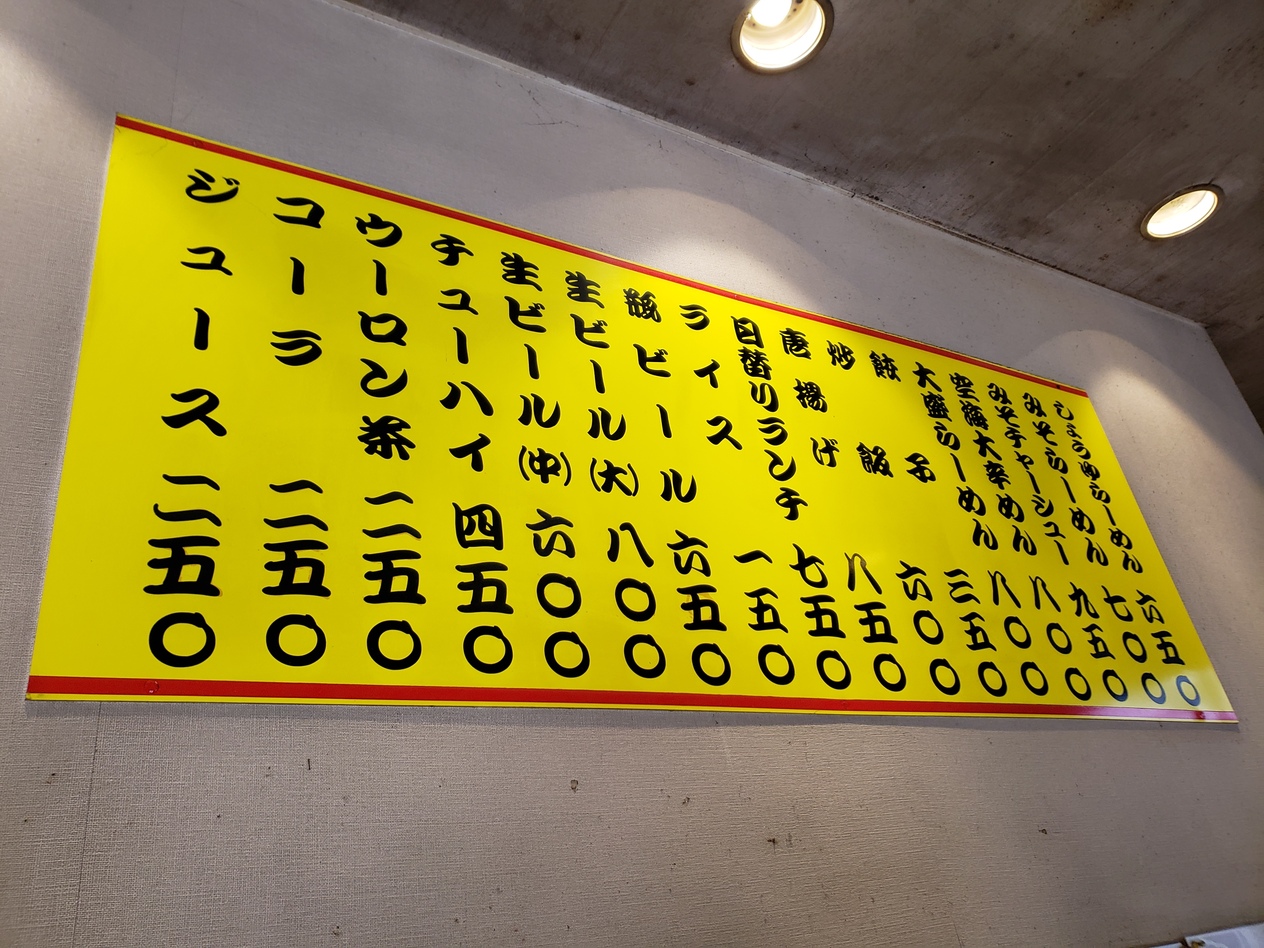 しょうゆらーめん 六五〇
みそらーめん 七〇〇
みそチャーシュー 九五〇
空海大辛めん 八〇〇
大盛らーめん 八〇〇
餃子 三五〇
炒飯 六〇〇
唐揚げ 八五〇
日替りランチ 七五〇
ライス 一五〇
瓶ビール 六五〇
生ビール(大) 八〇〇
生ビール(中) 六〇〇
チューハイ 四五〇
ウーロン茶 二五〇
コーラ 二五〇
ジュース 二五〇